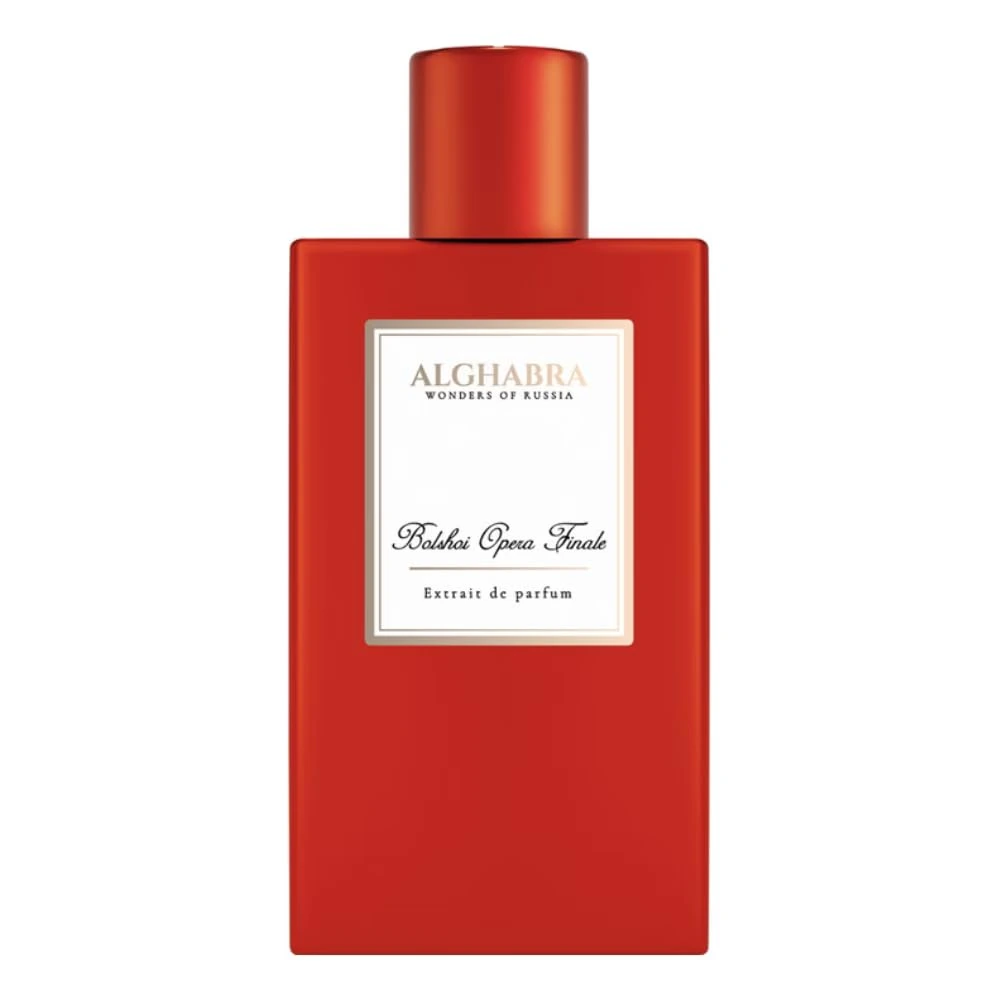 ALGHABRA
WONDERS OF RUSSIA
Bolshoi Opera Finale
Extrait de parfum